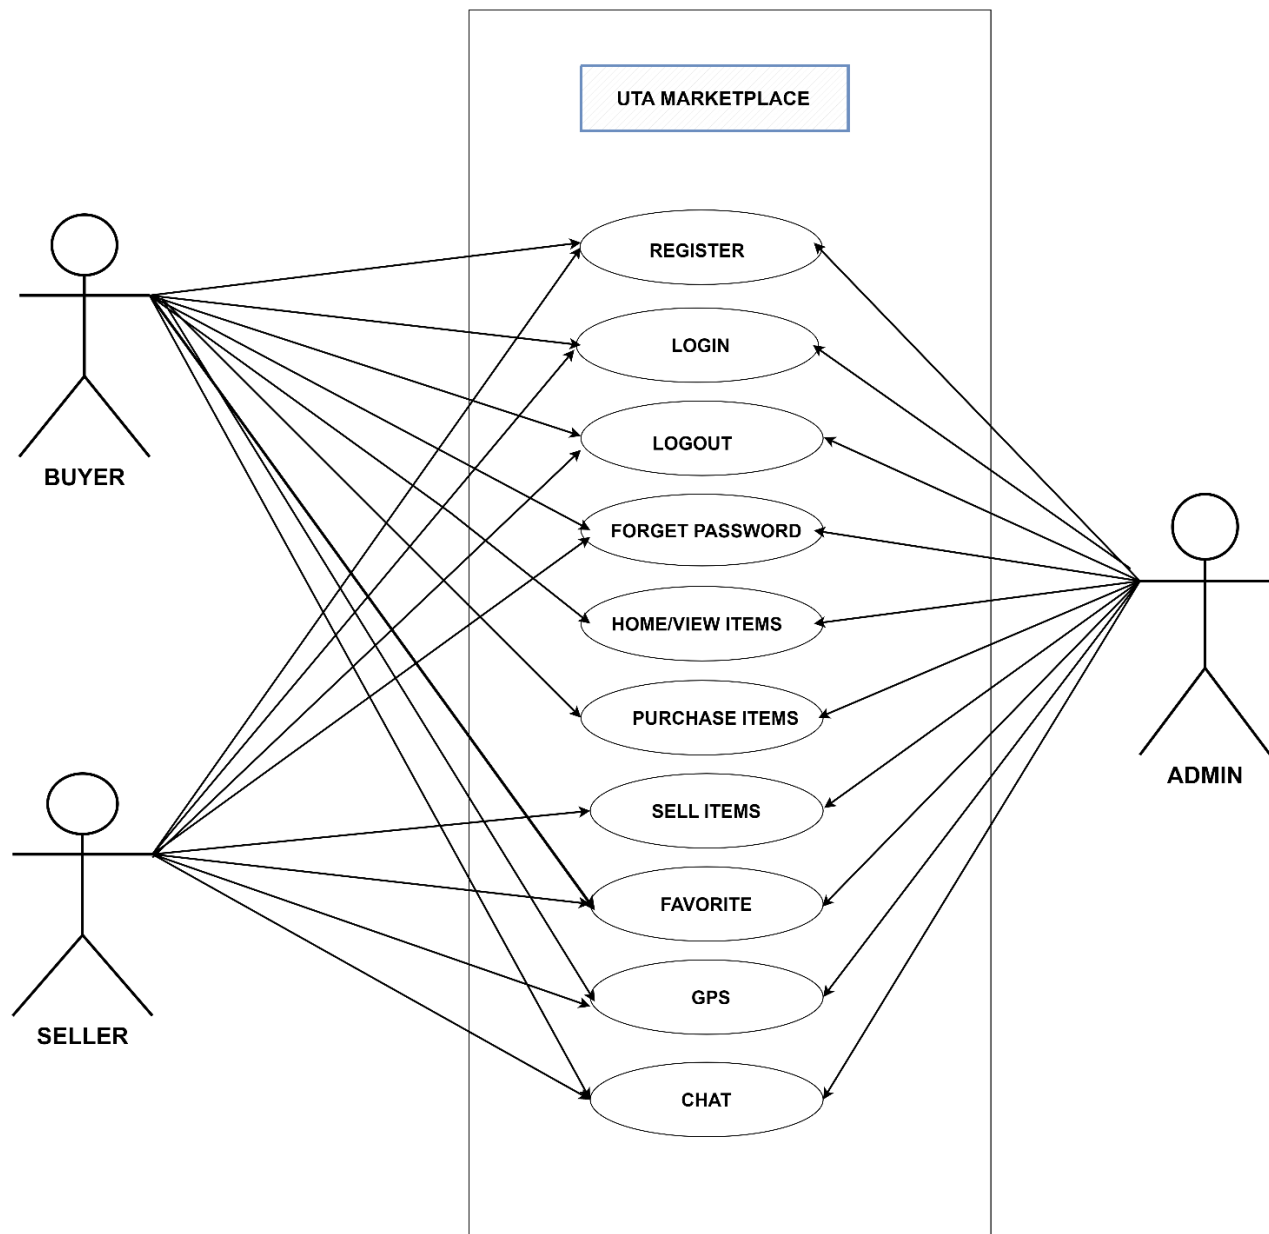 UTA MARKETPLACE
REGISTER
LOGIN
LOGOUT
BUYER
FORGET PASSWORD
HOME/VIEW ITEMS
PURCHASE ITEMS
ADMIN
SELL ITEMS
FAVORITE
GPS
SELLER
CHAT